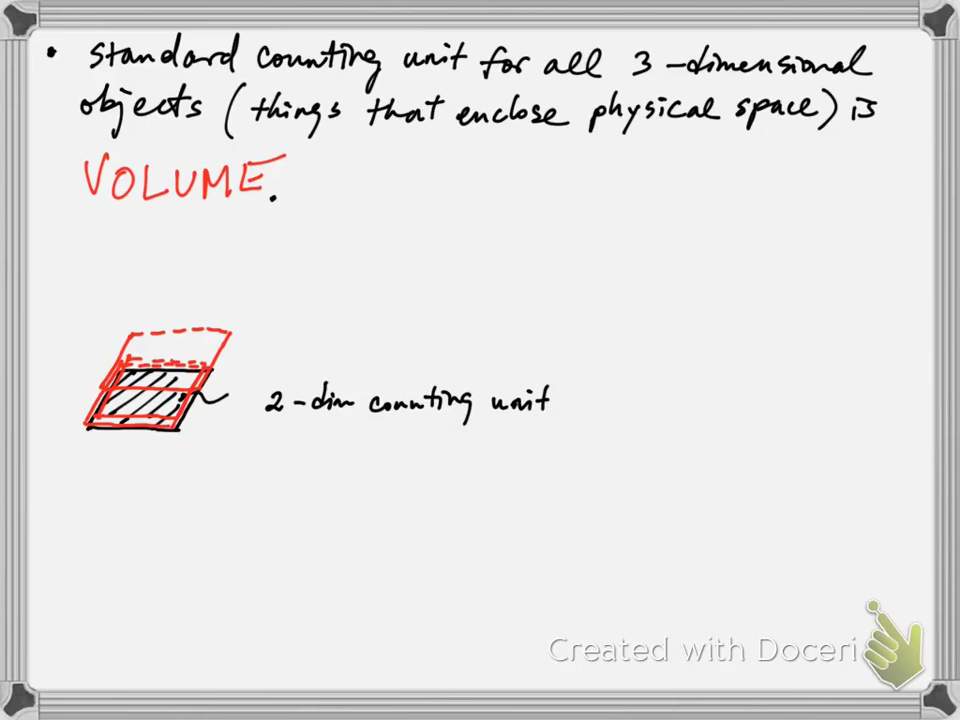 • standard counting unit for all 3-dimensional
objects (things that enclose physical space) is
VOLUME.
2-dim counting unit
Created with Doceri